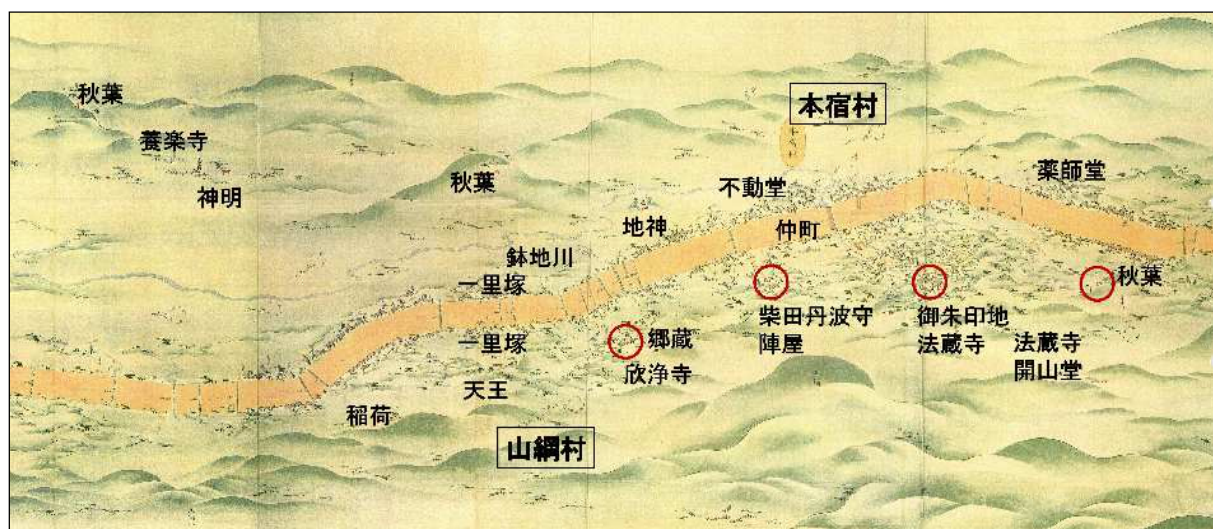 本宿村
秋葉
養楽寺
神明
秋葉
不動堂
薬師堂
地神
仲町
鉢地川
一里塚
秋葉
一里塚
郷蔵
欣浄寺
柴田丹波守
陣屋
御朱印地
法蔵寺
法蔵寺
開山堂
天王
稲荷
山綱村